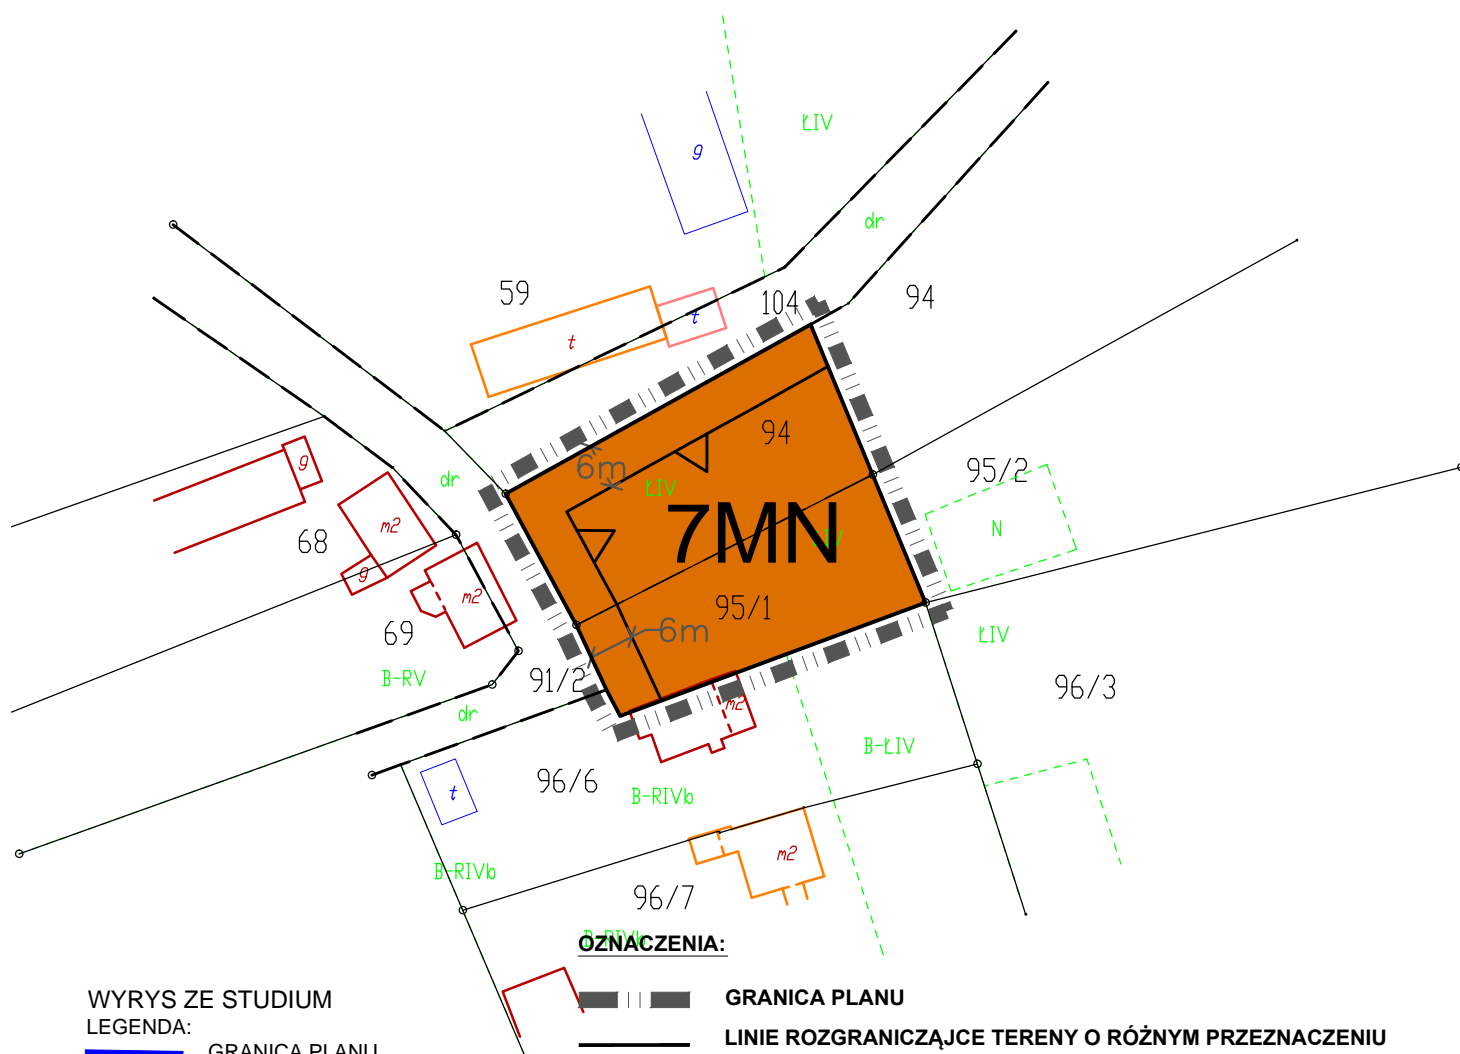 ŁIV
g
dr
59
104
94
t
t
94
6m
ŁIV
95/2
g
dr
m2
68
7MN
N
g
m2
95/1
69
6m
ŁIV
B-RV
91/2
96/3
dr
m2
B-ŁIV
96/6
t
B-RIVb
m2
B-RIVb
96/7
B-RIVb
OZNACZENIA:
WYRYS ZE STUDIUM
GRANICA PLANU
LEGENDA:
LINIE ROZGRANICZĄJCE TERENY O RÓŻNYM PRZEZNACZENIU
GRANICA PLANU